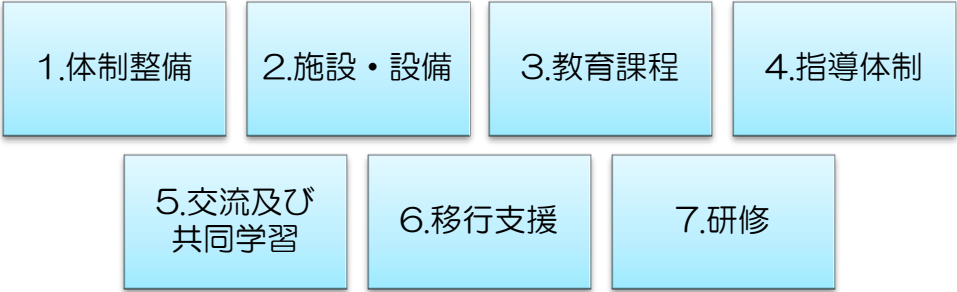 1.体制整備
2.施設・設備
3.教育課程
4.指導体制
5.交流及び
共同学習
6.移行支援
7.研修